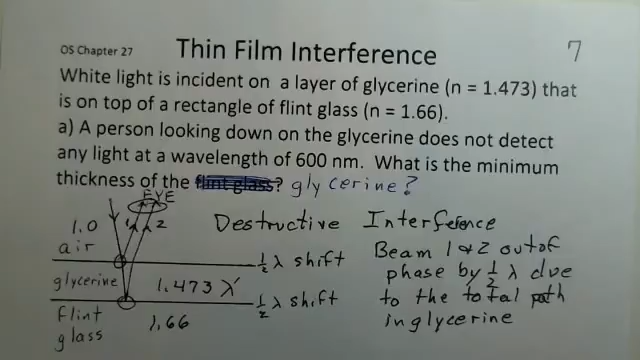 OS Chapter 27 Thin Film Interference 7
White light is incident on a layer of glycerine (n = 1.473) that
is on top of a rectangle of flint glass (n = 1.66).
a) A person looking down on the glycerine does not detect
any light at a wavelength of 600 nm. What is the minimum
thickness of the flint glass? glycerine?
EYE
1.0 1 2 Destructive Interference
air
1/2 λ shift
glycerine 1.473 λ'
1/2 λ shift
flint glass 1.66
Beam 1 & 2 out of
phase by 1/2 λ due
to the total path
in glycerine